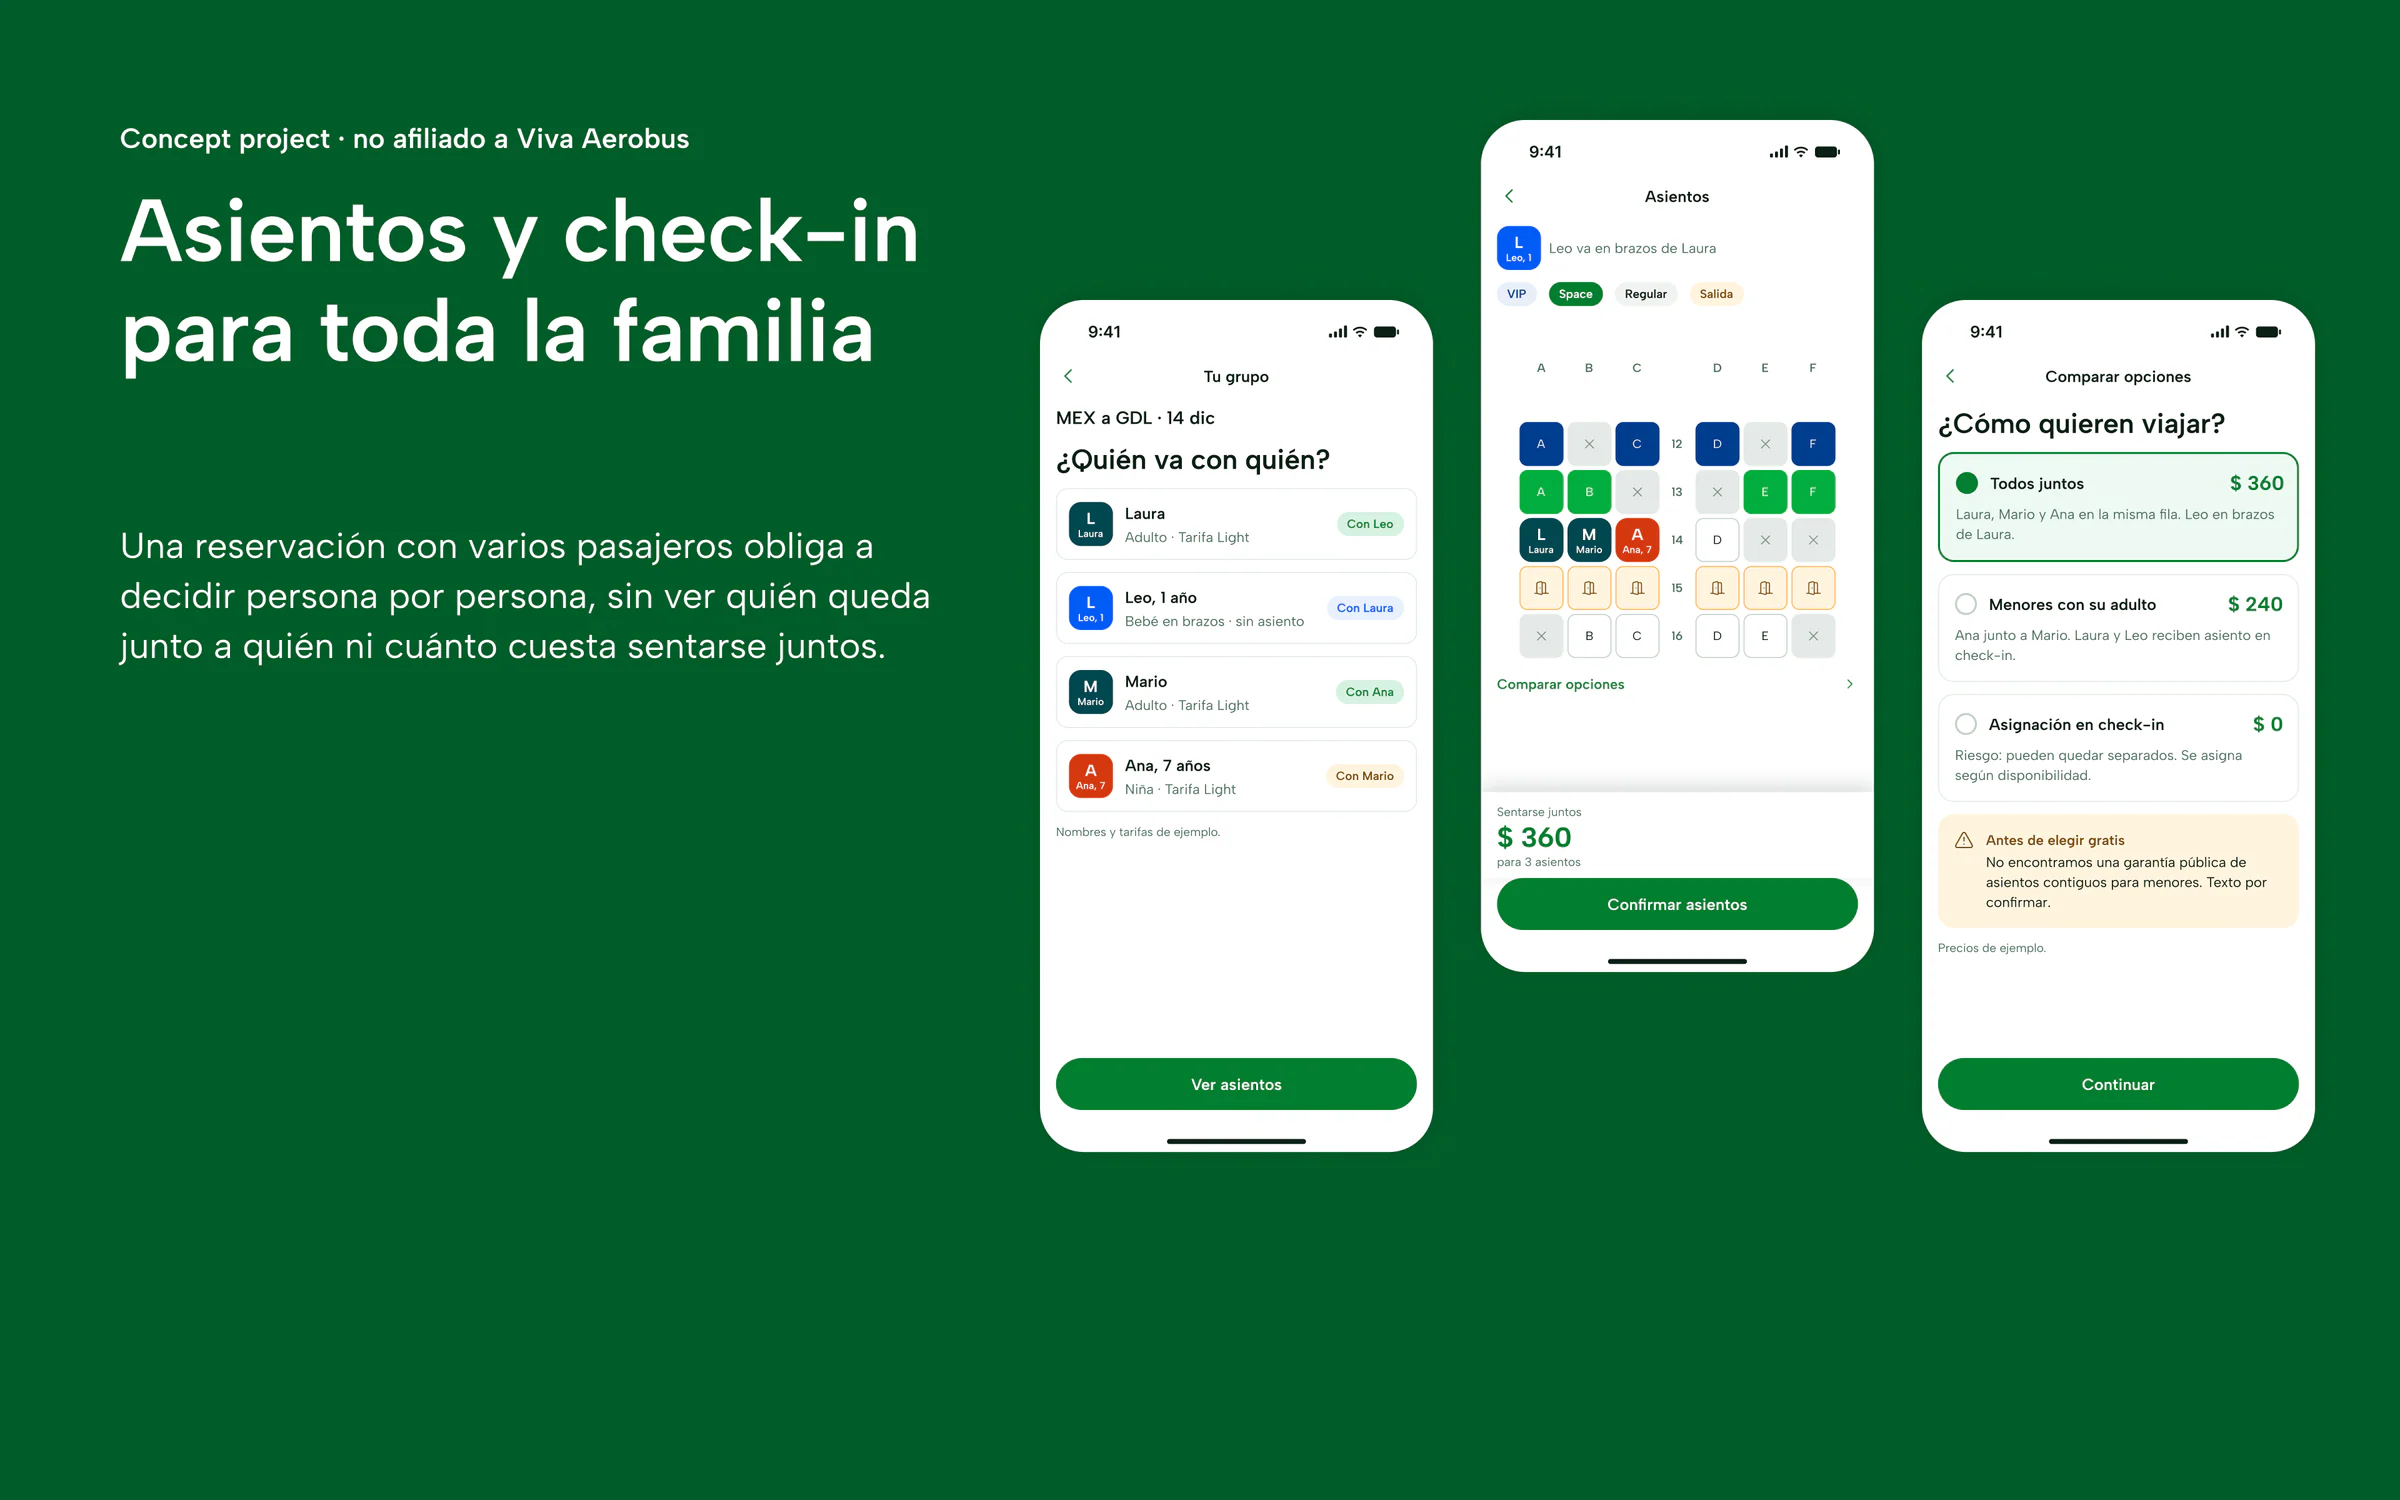 Concept project · no afiliado a Viva Aerobus
Asientos y check-in
para toda la familia
Una reservación con varios pasajeros obliga a
decidir persona por persona, sin ver quién queda
junto a quién ni cuánto cuesta sentarse juntos.
9:41
Tu grupo
MEX a GDL · 14 dic
¿Quién va con quién?
L
Laura
Laura
Adulto · Tarifa Light
Con Leo
L
Leo, 1
Leo, 1 año
Bebé en brazos · sin asiento
Con Laura
M
Mario
Mario
Adulto · Tarifa Light
Con Ana
A
Ana, 7
Ana, 7 años
Niña · Tarifa Light
Con Mario
Nombres y tarifas de ejemplo.
Ver asientos
9:41
Asientos
L
Leo, 1
Leo va en brazos de Laura
VIP Space Regular Salida
A B C D E F
A C 12 D F
A B 13 E F
L M A 14 D
Laura Mario Ana, 7
15
B C 16 D E
Comparar opciones
Sentarse juntos
$ 360
para 3 asientos
Confirmar asientos
9:41
Comparar opciones
¿Cómo quieren viajar?
Todos juntos $ 360
Laura, Mario y Ana en la misma fila. Leo en brazos
de Laura.
Menores con su adulto $ 240
Ana junto a Mario. Laura y Leo reciben asiento en
check-in.
Asignación en check-in $ 0
Riesgo: pueden quedar separados. Se asigna
según disponibilidad.
Antes de elegir gratis
No encontramos una garantía pública de
asientos contiguos para menores. Texto por
confirmar.
Precios de ejemplo.
Continuar